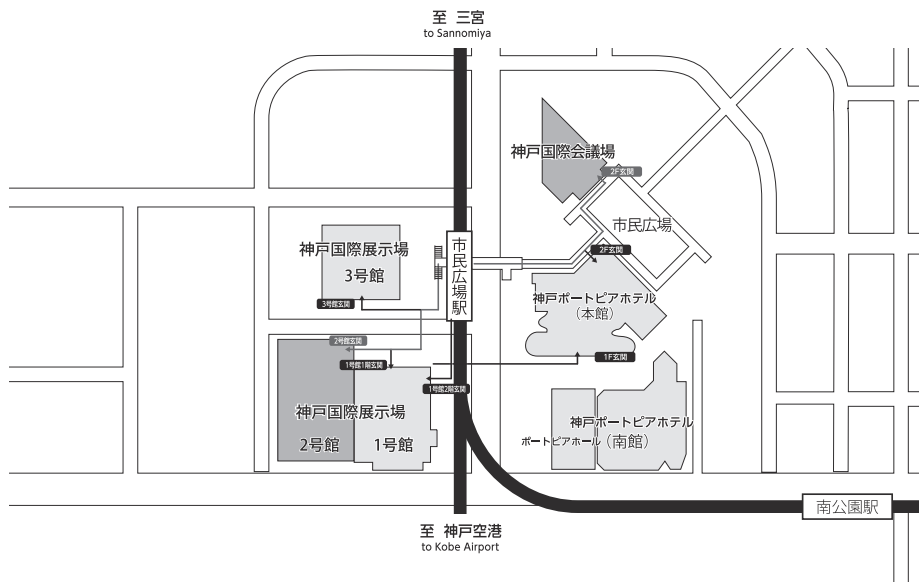 至 三宮
to Sannomiya
神戸国際会議場
2F玄関
市民広場
神戸国際展示場
3号館
3号館玄関
市民広場駅
2F玄関
神戸ポートピアホテル
（本館）
1F玄関
2号館玄関
1号館1階玄関
1号館2階玄関
神戸国際展示場
2号館
1号館
神戸ポートピアホテル
（南館）
ポートピアホール
南公園駅
至 神戸空港
to Kobe Airport